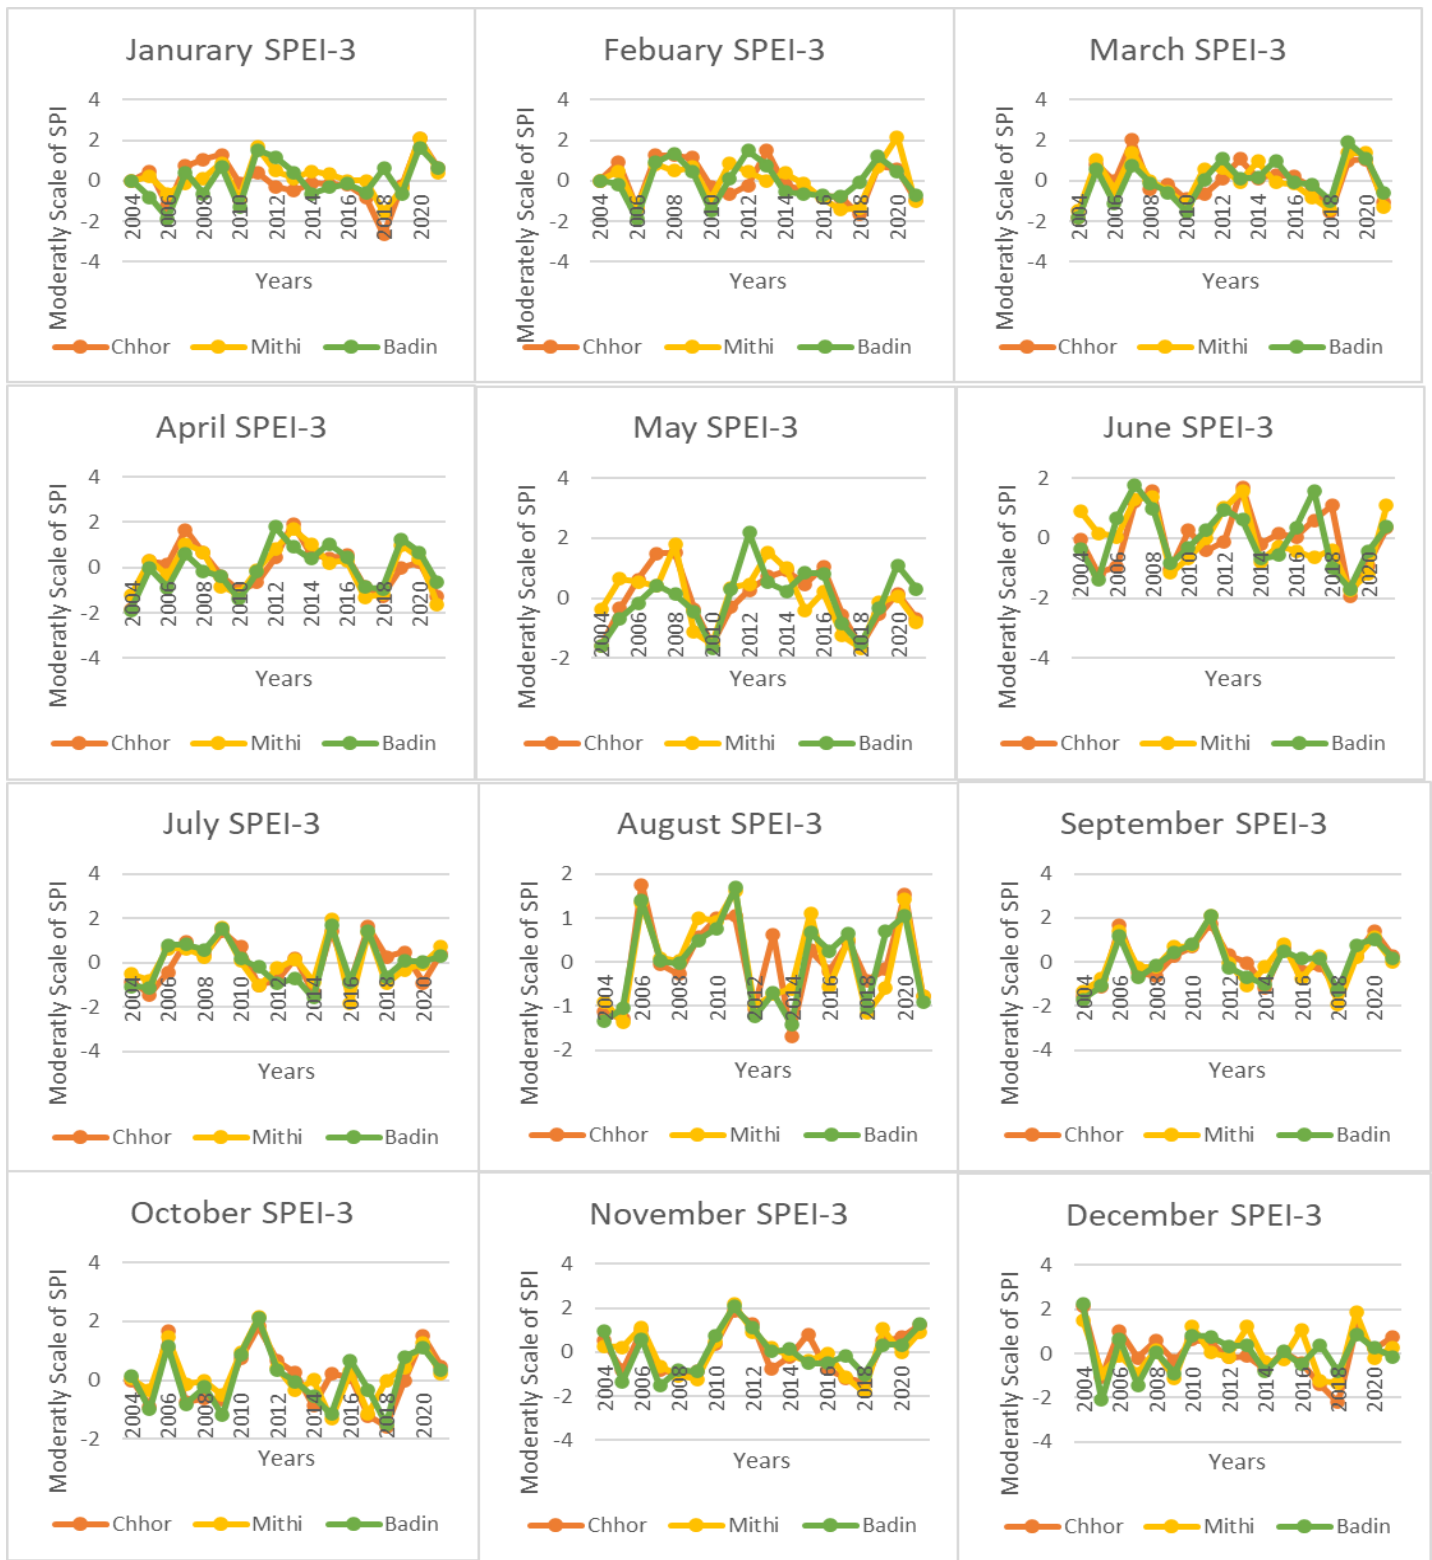 Janurary SPEI-3
4
2
0
-2
-4
Moderatly Scale of SPI
2004 2006 2008 2010 2012 2014 2016 2018 2020
Years
Chhor Mithi Badin
Febuary SPEI-3
4
2
0
-2
-4
Moderately Scale of SPI
2004 2006 2008 2010 2012 2014 2016 2018 2020
Years
Chhor Mithi Badin
March SPEI-3
4
2
0
-2
-4
Moderatly Scale of SPI
2004 2006 2008 2010 2012 2014 2016 2018 2020
Years
Chhor Mithi Badin
April SPEI-3
4
2
0
-2
-4
Moderatly Scale of SPI
2004 2006 2008 2010 2012 2014 2016 2018 2020
Years
Chhor Mithi Badin
May SPEI-3
4
2
0
-2
Moderatly Scale of SPI
2004 2006 2008 2010 2012 2014 2016 2018 2020
Years
Chhor Mithi Badin
June SPEI-3
2
0
-2
-4
Moderatly Scale of SPI
2004 2006 2008 2010 2012 2014 2016 2018 2020
Years
Chhor Mithi Badin
July SPEI-3
4
2
0
-2
-4
Moderatly Scale of SPI
2004 2006 2008 2010 2012 2014 2016 2018 2020
Years
Chhor Mithi Badin
August SPEI-3
2
1
0
-1
-2
Moderatly Scale of SPI
2004 2006 2008 2010 2012 2014 2016 2018 2020
Years
Chhor Mithi Badin
September SPEI-3
4
2
0
-2
-4
Moderatly Scale of SPI
2004 2006 2008 2010 2012 2014 2016 2018 2020
Years
Chhor Mithi Badin
October SPEI-3
4
2
0
-2
Moderatly Scale of SPI
2004 2006 2008 2010 2012 2014 2016 2018 2020
Years
Chhor Mithi Badin
November SPEI-3
4
2
0
-2
-4
Moderatly Scale of SPI
2004 2006 2008 2010 2012 2014 2016 2018 2020
Years
Chhor Mithi Badin
December SPEI-3
4
2
0
-2
-4
Moderatly Scale of SPI
2004 2006 2008 2010 2012 2014 2016 2018 2020
Years
Chhor Mithi Badin